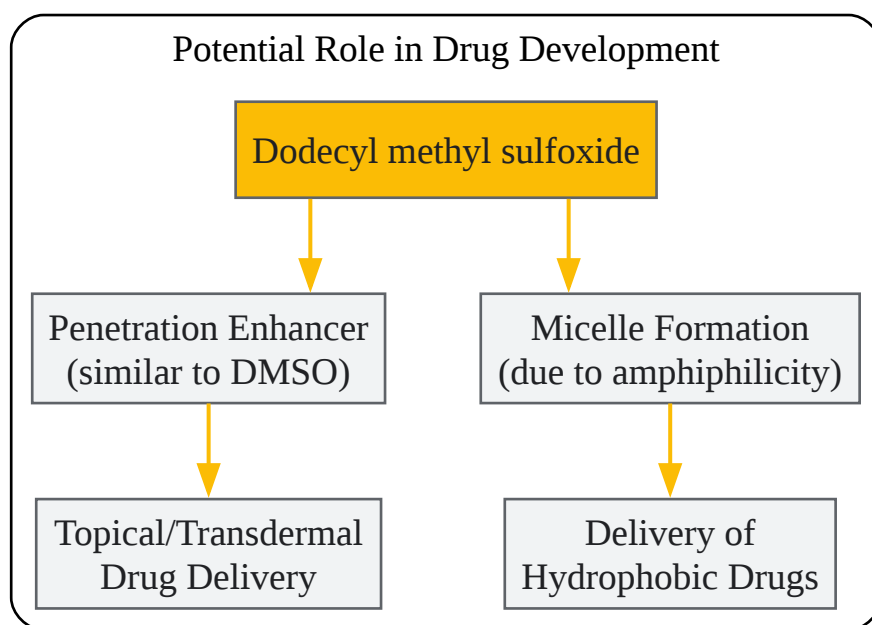 Potential Role in Drug Development
Dodecyl methyl sulfoxide
Penetration Enhancer
(similar to DMSO)
Micelle Formation
(due to amphiphilicity)
Topical/Transdermal
Drug Delivery
Delivery of
Hydrophobic Drugs